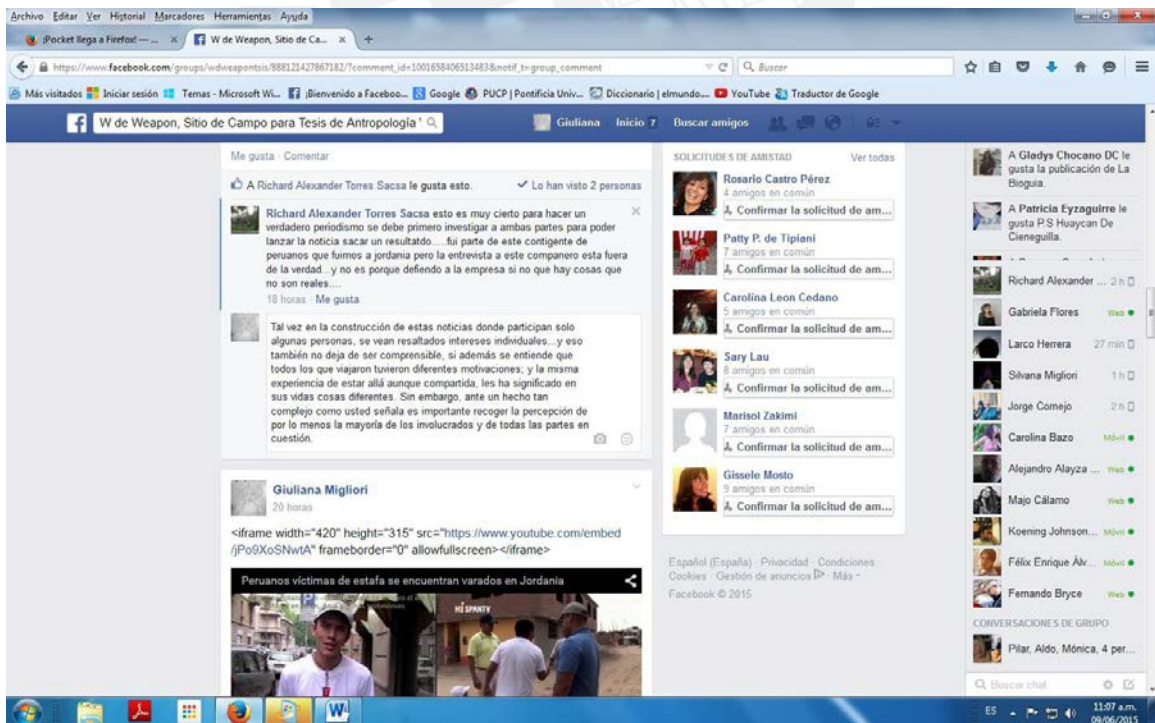 Archivo Editar Ver Historial Marcadores Herramientas Ayuda
¡Pocket llega a Firefox! — ...
W de Weapon, Sitio de Ca...
https://www.facebook.com/groups/wdweapontsis/888121427867182/?comment_id=1001658406513483&notif_t=group_comment
Buscar
Más visitados Iniciar sesión Temas - Microsoft Wi... ¡Bienvenido a Faceboo... Google PUCP | Pontificia Univ... Diccionario | elmundo.... YouTube Traductor de Google
W de Weapon, Sitio de Campo para Tesis de Antropología "
Giuliana Inicio 7 Buscar amigos
Me gusta · Comentar
A Richard Alexander Torres Sacsa le gusta esto.
Lo han visto 2 personas
Richard Alexander Torres Sacsa esto es muy cierto para hacer un
verdadero periodismo se debe primero investigar a ambas partes para poder
lanzar la noticia sacar un resultatdo.....fui parte de este contigente de
peruanos que fuimos a jordania pero la entrevista a este companero esta fuera
de la verdad...y no es porque defiendo a la empresa si no que hay cosas que
no son reales....
18 horas · Me gusta
Tal vez en la construcción de estas noticias donde participan solo
algunas personas, se vean resaltados intereses individuales...y eso
también no deja de ser comprensible, si además se entiende que
todos los que viajaron tuvieron diferentes motivaciones; y la misma
experiencia de estar allá aunque compartida, les ha significado en
sus vidas cosas diferentes. Sin embargo, ante un hecho tan
complejo como usted señala es importante recoger la percepción de
por lo menos la mayoría de los involucrados y de todas las partes en
cuestión.
Giuliana Migliori
20 horas
<iframe width="420" height="315" src="https://www.youtube.com/embed
/jPo9XoSNwtA" frameborder="0" allowfullscreen></iframe>
Peruanos víctimas de estafa se encuentran varados en Jordania
HISPANTV
SOLICITUDES DE AMISTAD
Ver todas
Rosario Castro Pérez
4 amigos en común
Confirmar la solicitud de am...
Patty P. de Tipiani
7 amigos en común
Confirmar la solicitud de am...
Carolina Leon Cedano
5 amigos en común
Confirmar la solicitud de am...
Sary Lau
8 amigos en común
Confirmar la solicitud de am...
Marisol Zakimi
7 amigos en común
Confirmar la solicitud de am...
Gissele Mosto
9 amigos en común
Confirmar la solicitud de am...
Español (España) · Privacidad · Condiciones ·
Cookies · Gestión de anuncios · Más
Facebook © 2015
A Gladys Chocano DC le
gusta la publicación de La
Bioguia.
A Patricia Eyzaguirre le
gusta P.S Huaycan De
Cieneguilla.
Richard Alexander ... 2 h
Gabriela Flores Web
Larco Herrera 27 min
Silvana Migliori 1 h
Jorge Cornejo 2 h
Carolina Bazo Móvil
Alejandro Alayza ... Web
Majo Cálamo Web
Koening Johnson... Móvil
Félix Enrique Álv... Móvil
Fernando Bryce Web
CONVERSACIONES DE GRUPO
Pilar, Aldo, Mónica, 4 per...
Buscar chat
ES
11:07 a.m.
09/06/2015